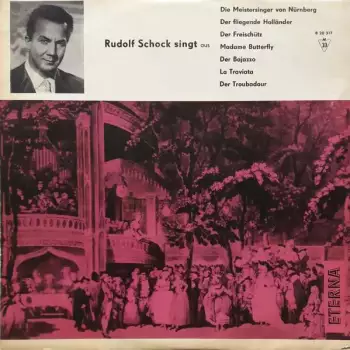 Rudolf Schock singt aus
Die Meistersinger von Nürnberg
Der fliegende Holländer
Der Freischütz
Madame Butterfly
Der Bajazzo
La Traviata
Der Troubadour
33
ETERNA